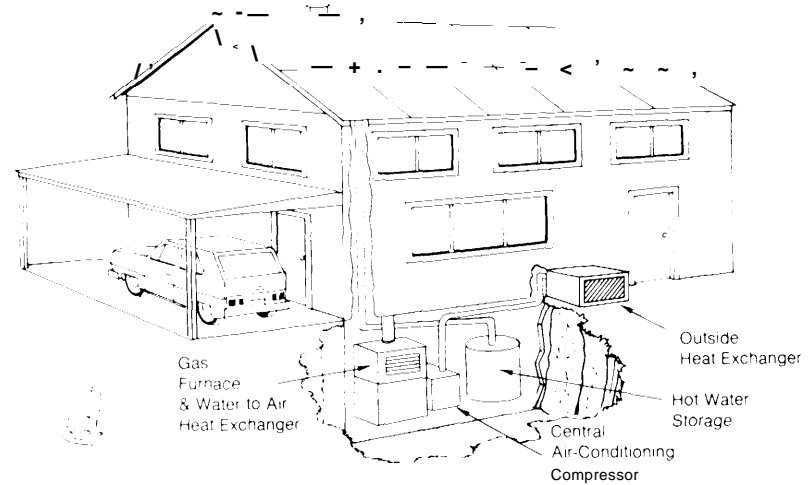 Gas
Furnace
& Water to Air
Heat Exchanger
Outside
Heat Exchanger
Hot Water
Storage
Central
Air-Conditioning
Compressor